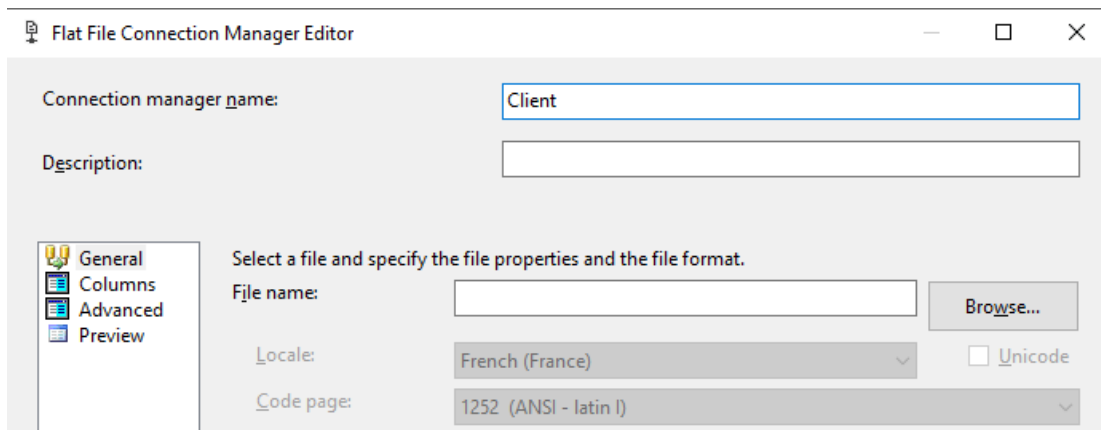 Flat File Connection Manager Editor
Connection manager name: Client
Description:
General
Columns
Advanced
Preview
Select a file and specify the file properties and the file format.
File name: Browse...
Locale: French (France) Unicode
Code page: 1252 (ANSI - latin I)